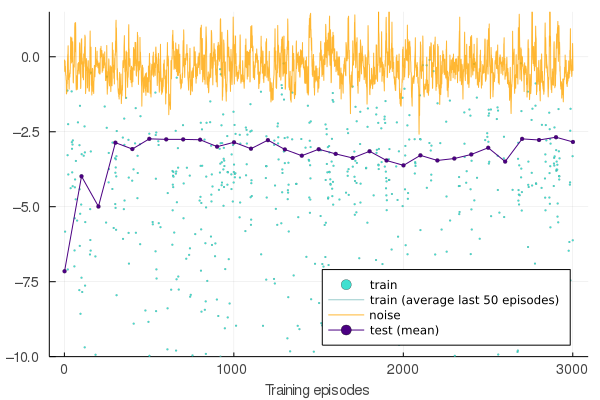 0.0
−2.5
−5.0
−7.5
−10.0
train
train (average last 50 episodes)
noise
test (mean)
0
1000
2000
3000
Training episodes